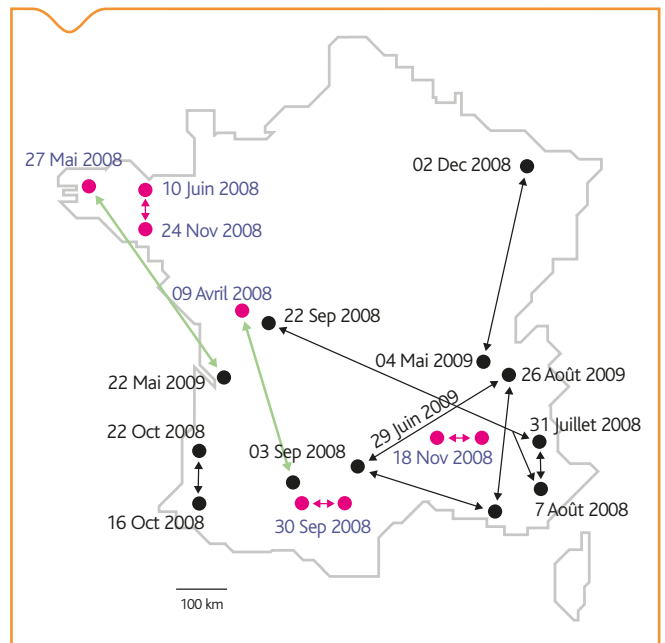 27 Mai 2008
02 Dec 2008
10 Juin 2008
24 Nov 2008
09 Avril 2008
22 Sep 2008
04 Mai 2009
22 Mai 2009
26 Août 2009
29 Juin 2009
31 Juillet 2008
22 Oct 2008
03 Sep 2008
18 Nov 2008
7 Août 2008
16 Oct 2008
30 Sep 2008
100 km